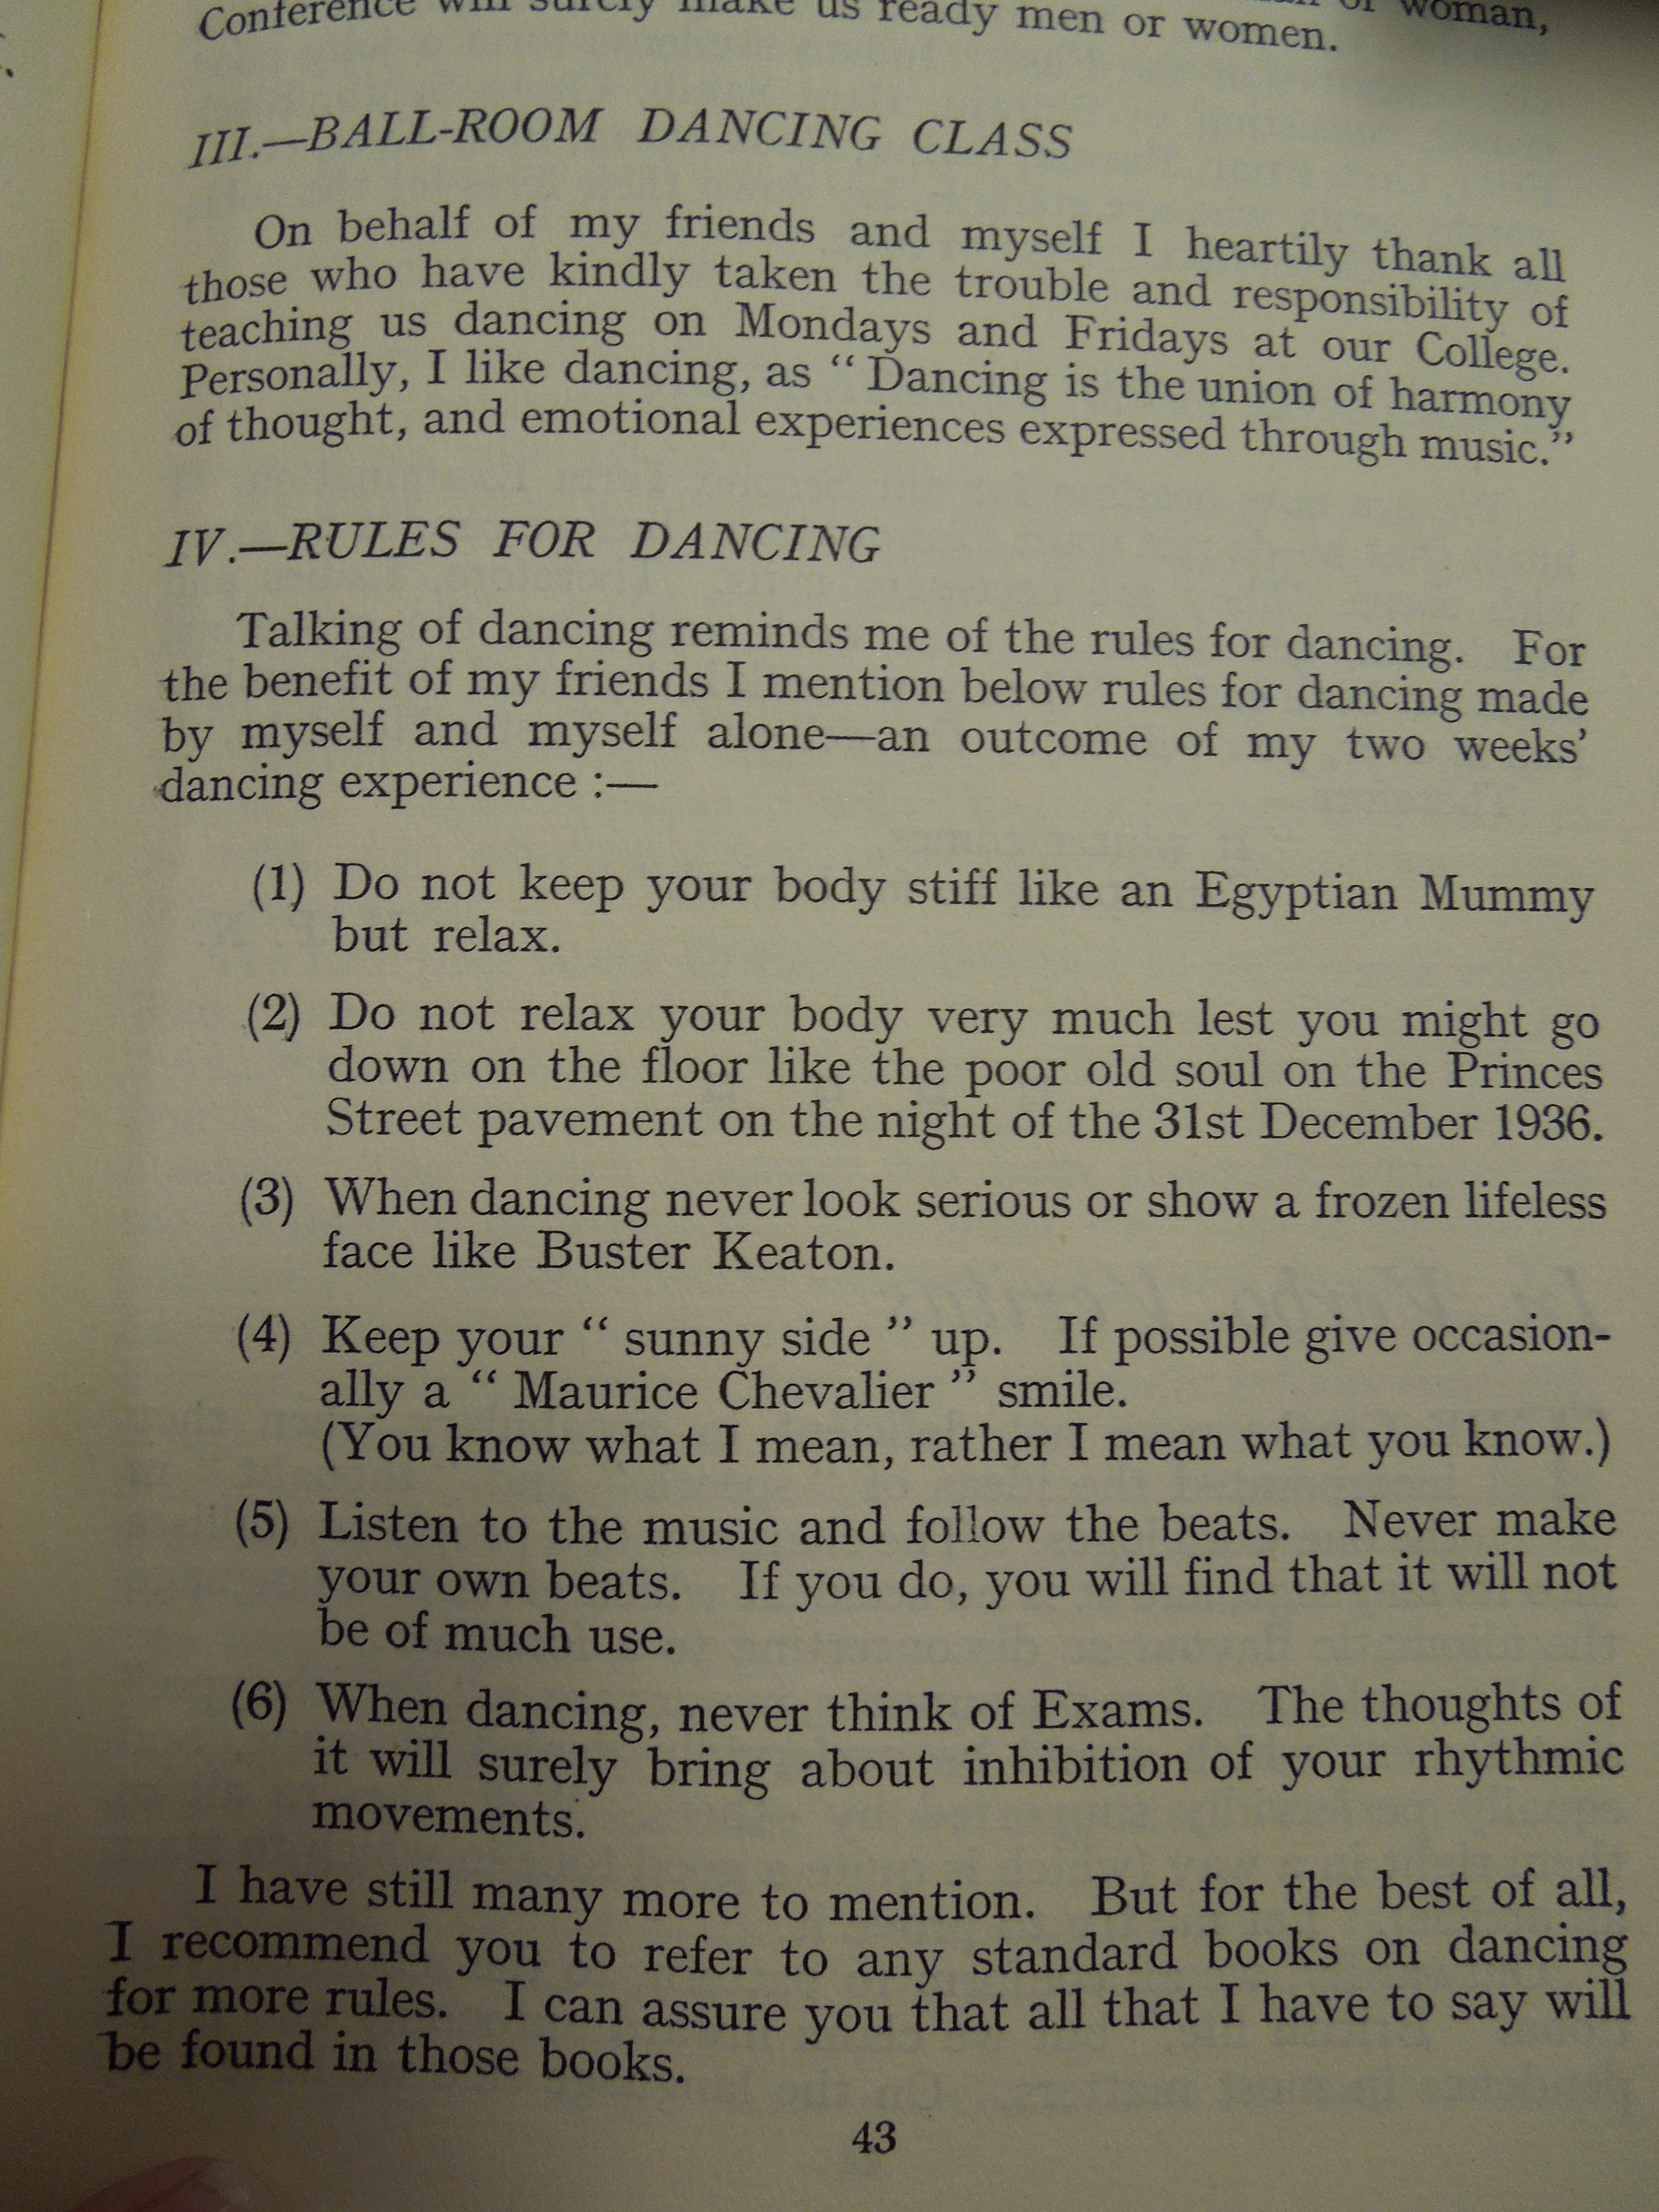 Conference will surely make us ready men or women.
woman,
III.—BALL-ROOM DANCING CLASS
On behalf of my friends and myself I heartily thank all
those who have kindly taken the trouble and responsibility of
teaching us dancing on Mondays and Fridays at our College.
Personally, I like dancing, as “ Dancing is the union of harmony
of thought, and emotional experiences expressed through music.”
IV.—RULES FOR DANCING
Talking of dancing reminds me of the rules for dancing. For
the benefit of my friends I mention below rules for dancing made
by myself and myself alone—an outcome of my two weeks’
dancing experience :—
(1) Do not keep your body stiff like an Egyptian Mummy
but relax.
(2) Do not relax your body very much lest you might go
down on the floor like the poor old soul on the Princes
Street pavement on the night of the 31st December 1936.
(3) When dancing never look serious or show a frozen lifeless
face like Buster Keaton.
(4) Keep your “ sunny side ” up. If possible give occasion-
ally a “ Maurice Chevalier ” smile.
(You know what I mean, rather I mean what you know.)
(5) Listen to the music and follow the beats. Never make
your own beats. If you do, you will find that it will not
be of much use.
(6) When dancing, never think of Exams. The thoughts of
it will surely bring about inhibition of your rhythmic
movements.
I have still many more to mention. But for the best of all,
I recommend you to refer to any standard books on dancing
for more rules. I can assure you that all that I have to say will
be found in those books.
43